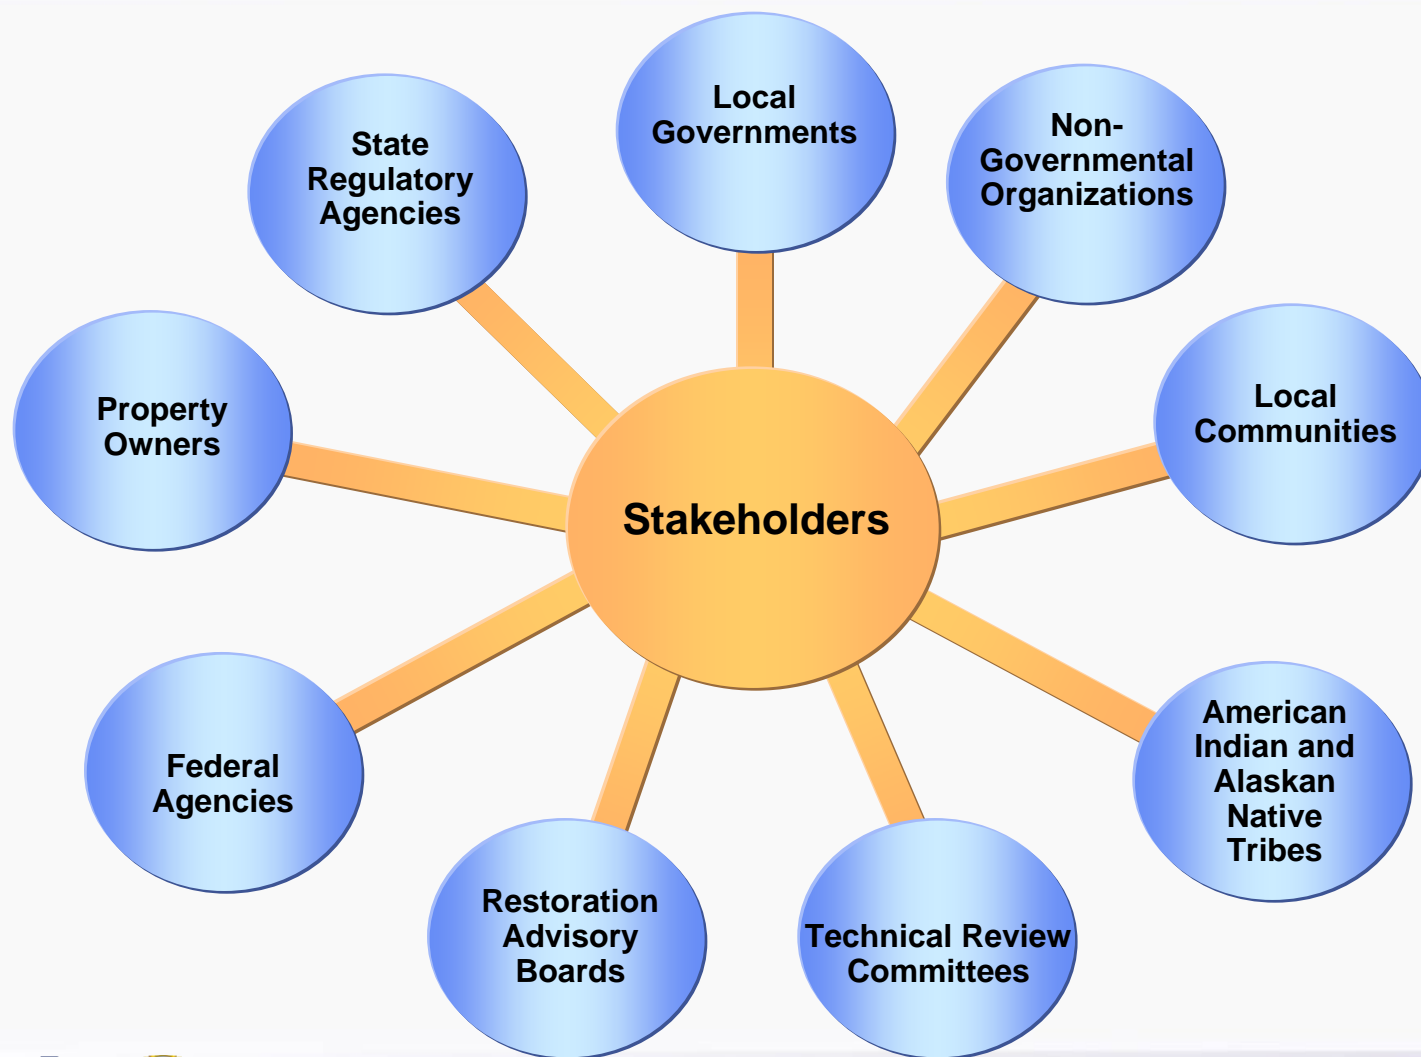 Local
Governments
Non-
Governmental
Organizations
State
Regulatory
Agencies
Local
Communities
Property
Owners
Stakeholders
American
Indian and
Alaskan
Native
Tribes
Federal
Agencies
Restoration
Advisory
Boards
Technical Review
Committees